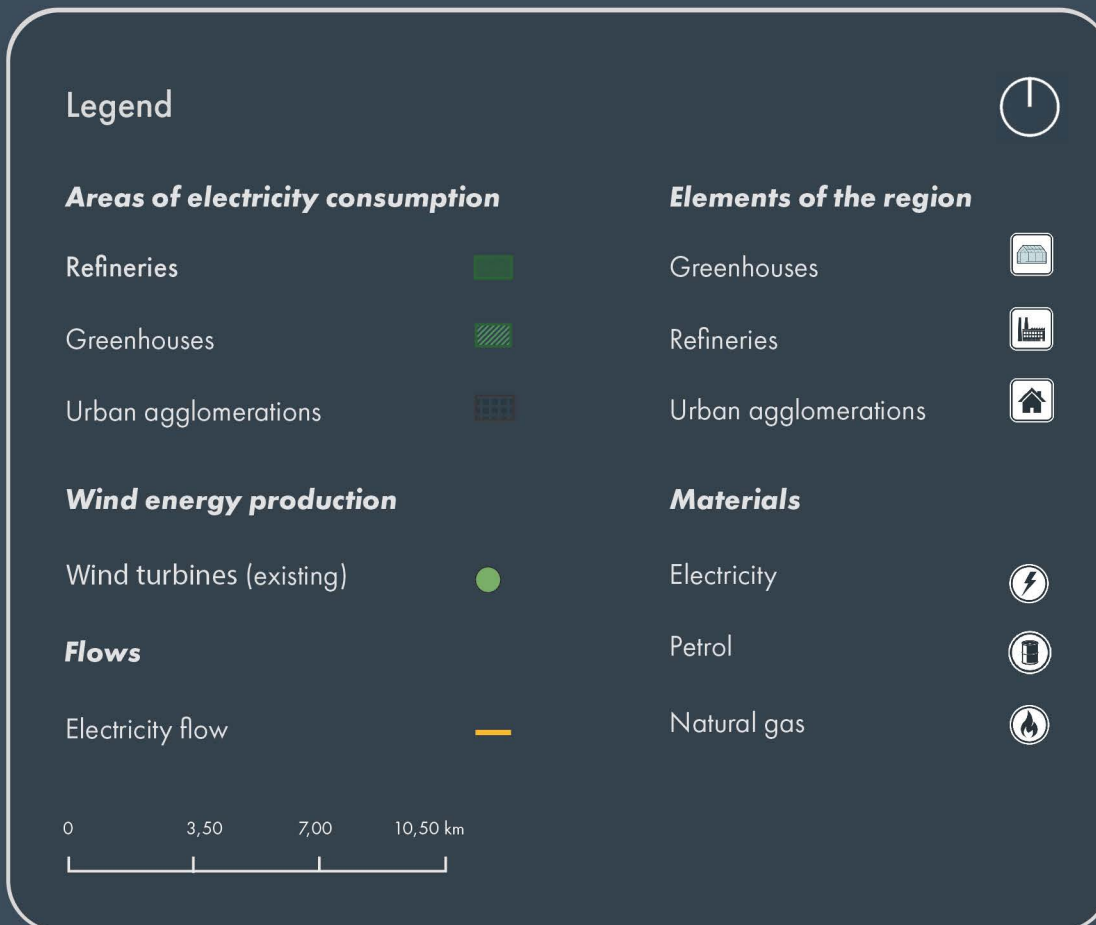 Legend
Areas of electricity consumption
Refineries
Greenhouses
Urban agglomerations
Wind energy production
Wind turbines (existing)
Flows
Electricity flow
0 3,50 7,00 10,50 km
Elements of the region
Greenhouses
Refineries
Urban agglomerations
Materials
Electricity
Petrol
Natural gas